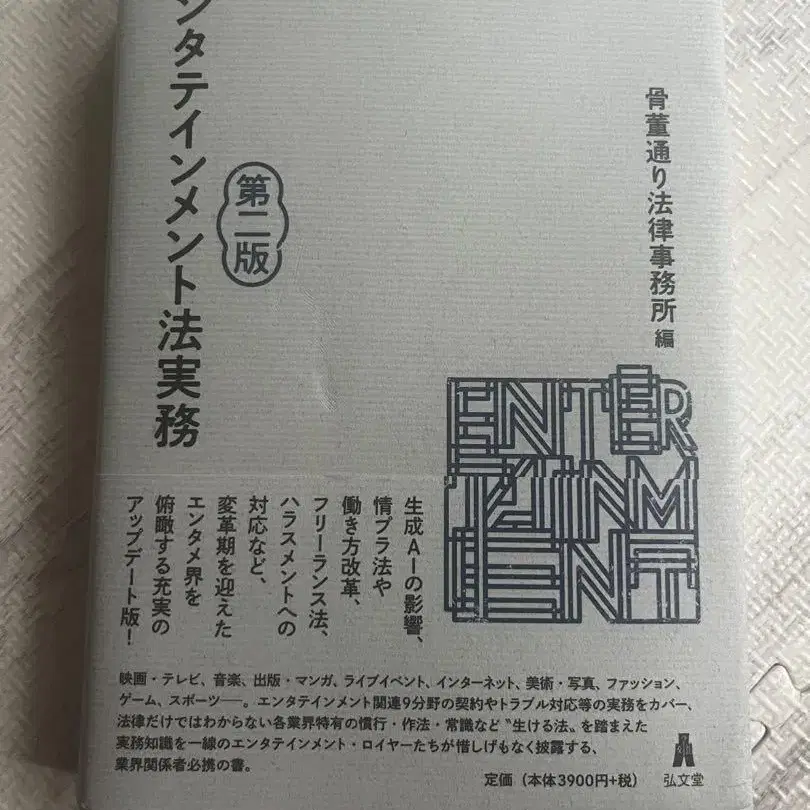 ンタテインメント法実務
第二版
骨董通り法律事務所 編
ENTER
TAINM
ENT
生成AIの影響、
情プラ法や
働き方改革、
フリーランス法、
ハラスメントへの
対応など、
変革期を迎えた
エンタメ界を
俯瞰する充実の
アップデート版!
映画・テレビ、音楽、出版・マンガ、ライブイベント、インターネット、美術・写真、ファッション、
ゲーム、スポーツ──。エンタテインメント関連9分野の契約やトラブル対応等の実務をカバー、
法律だけではわからない各業界特有の慣行・作法・常識など〝生ける法〟を踏まえた
実務知識を一線のエンタテインメント・ロイヤーたちが惜しげもなく披露する、
業界関係者必携の書。
定価（本体3900円+税）
弘文堂